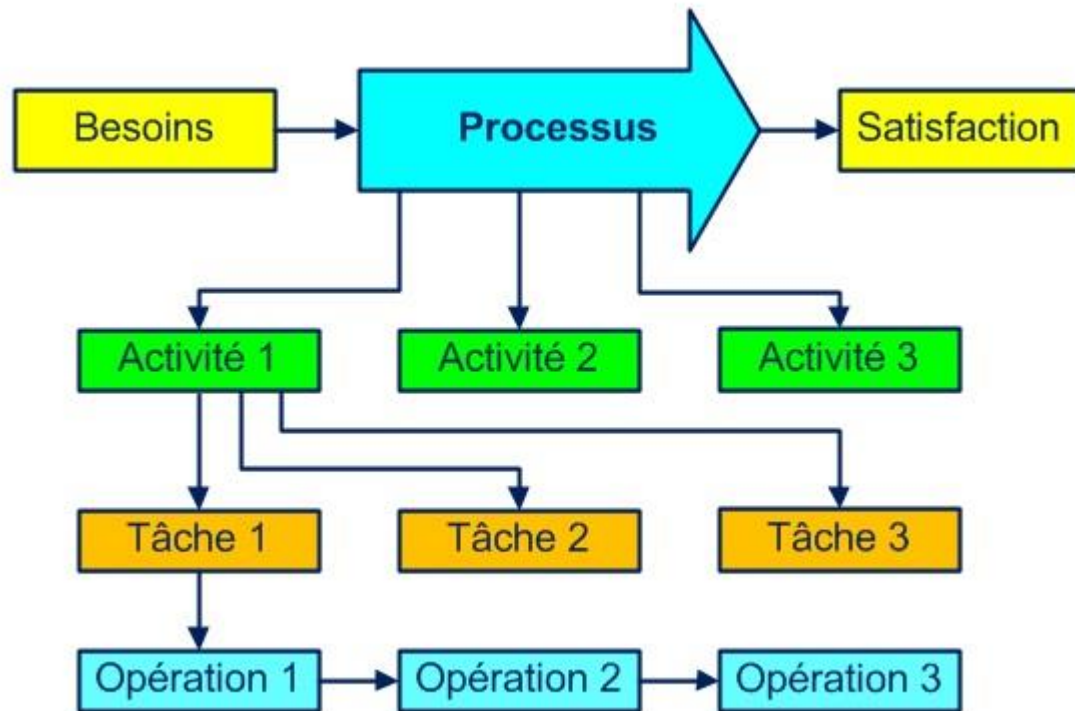 Besoins
Processus
Satisfaction
Activité 1
Activité 2
Activité 3
Tâche 1
Tâche 2
Tâche 3
Opération 1
Opération 2
Opération 3